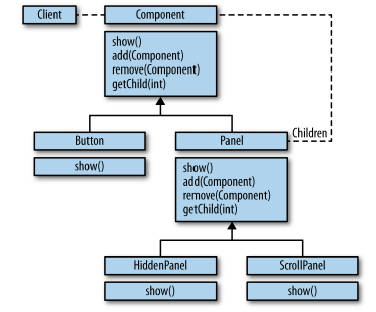 Client
Component
show()
add(Component)
remove(Component)
getChild(int)
Children
Button
Panel
show()
show()
add(Component)
remove(Component)
getChild(int)
HiddenPanel
ScrollPanel
show()
show()